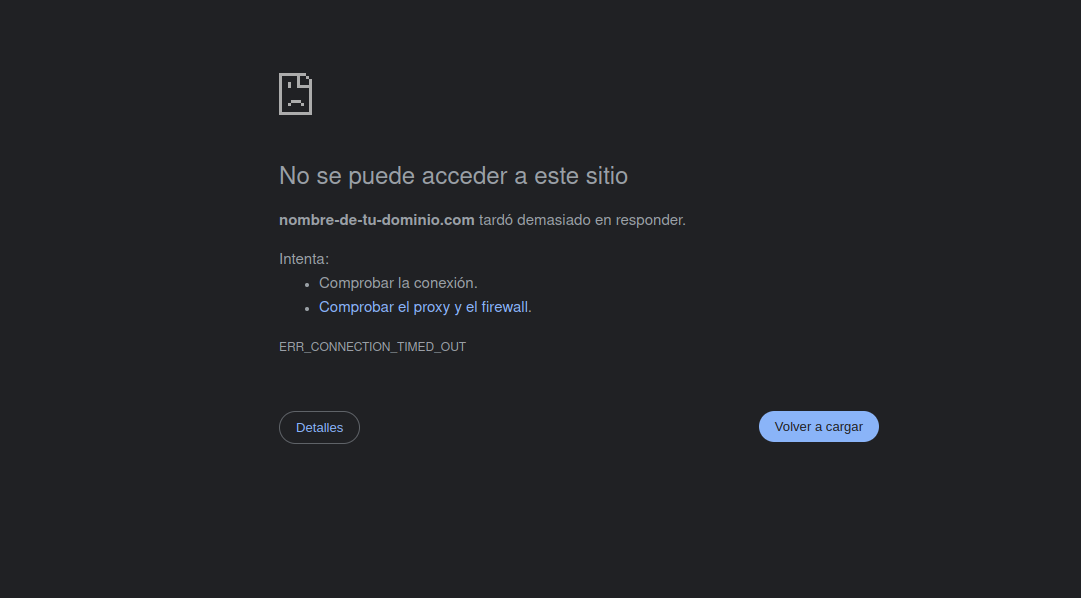 No se puede acceder a este sitio
nombre-de-tu-dominio.com tardó demasiado en responder.
Intenta:
Comprobar la conexión.
Comprobar el proxy y el firewall.
ERR_CONNECTION_TIMED_OUT
Detalles
Volver a cargar